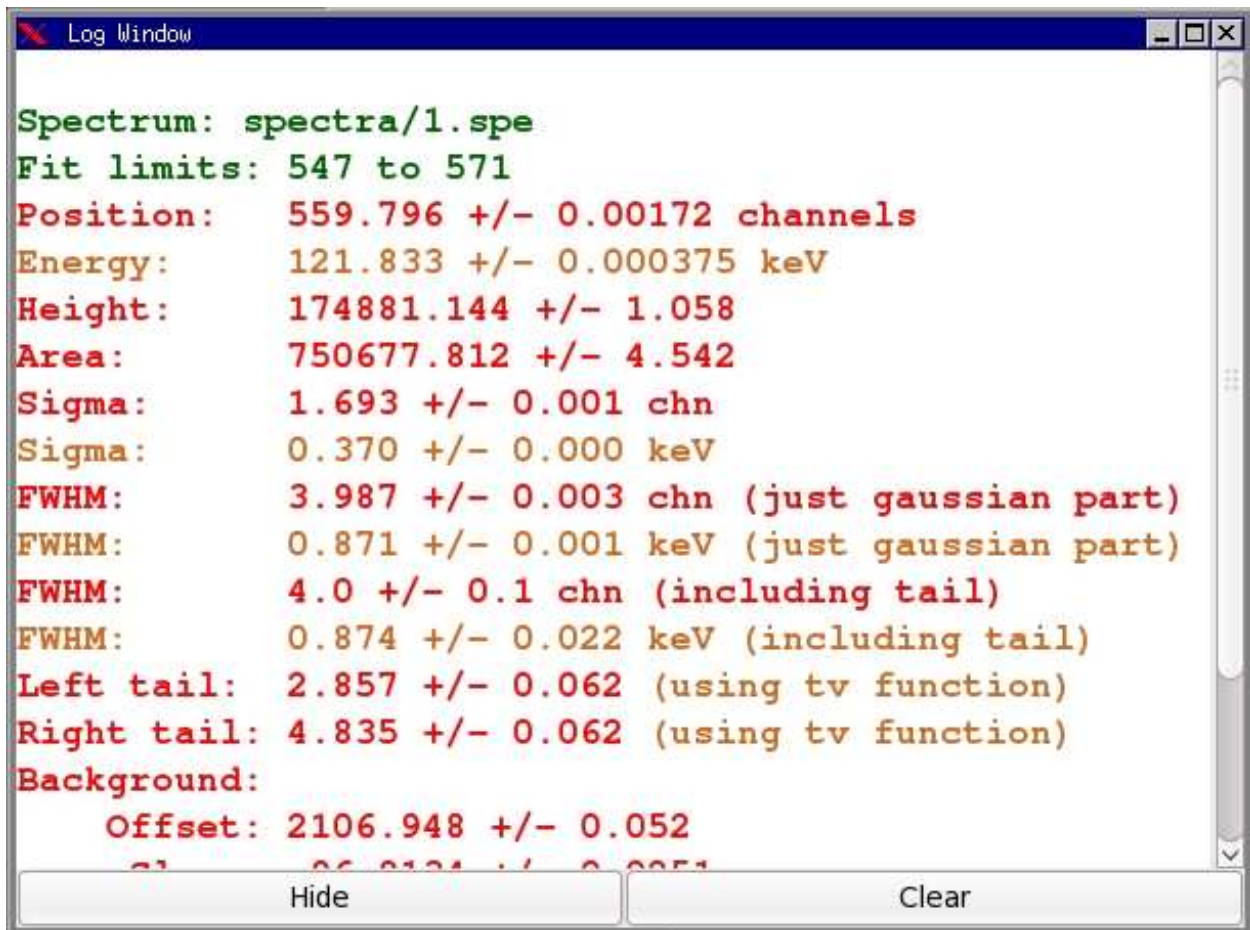 Log Window
Spectrum: spectra/1.spe
Fit limits: 547 to 571
Position: 559.796 +/- 0.00172 channels
Energy: 121.833 +/- 0.000375 keV
Height: 174881.144 +/- 1.058
Area: 750677.812 +/- 4.542
Sigma: 1.693 +/- 0.001 chn
Sigma: 0.370 +/- 0.000 keV
FWHM: 3.987 +/- 0.003 chn (just gaussian part)
FWHM: 0.871 +/- 0.001 keV (just gaussian part)
FWHM: 4.0 +/- 0.1 chn (including tail)
FWHM: 0.874 +/- 0.022 keV (including tail)
Left tail: 2.857 +/- 0.062 (using tv function)
Right tail: 4.835 +/- 0.062 (using tv function)
Background:
Offset: 2106.948 +/- 0.052
Hide Clear